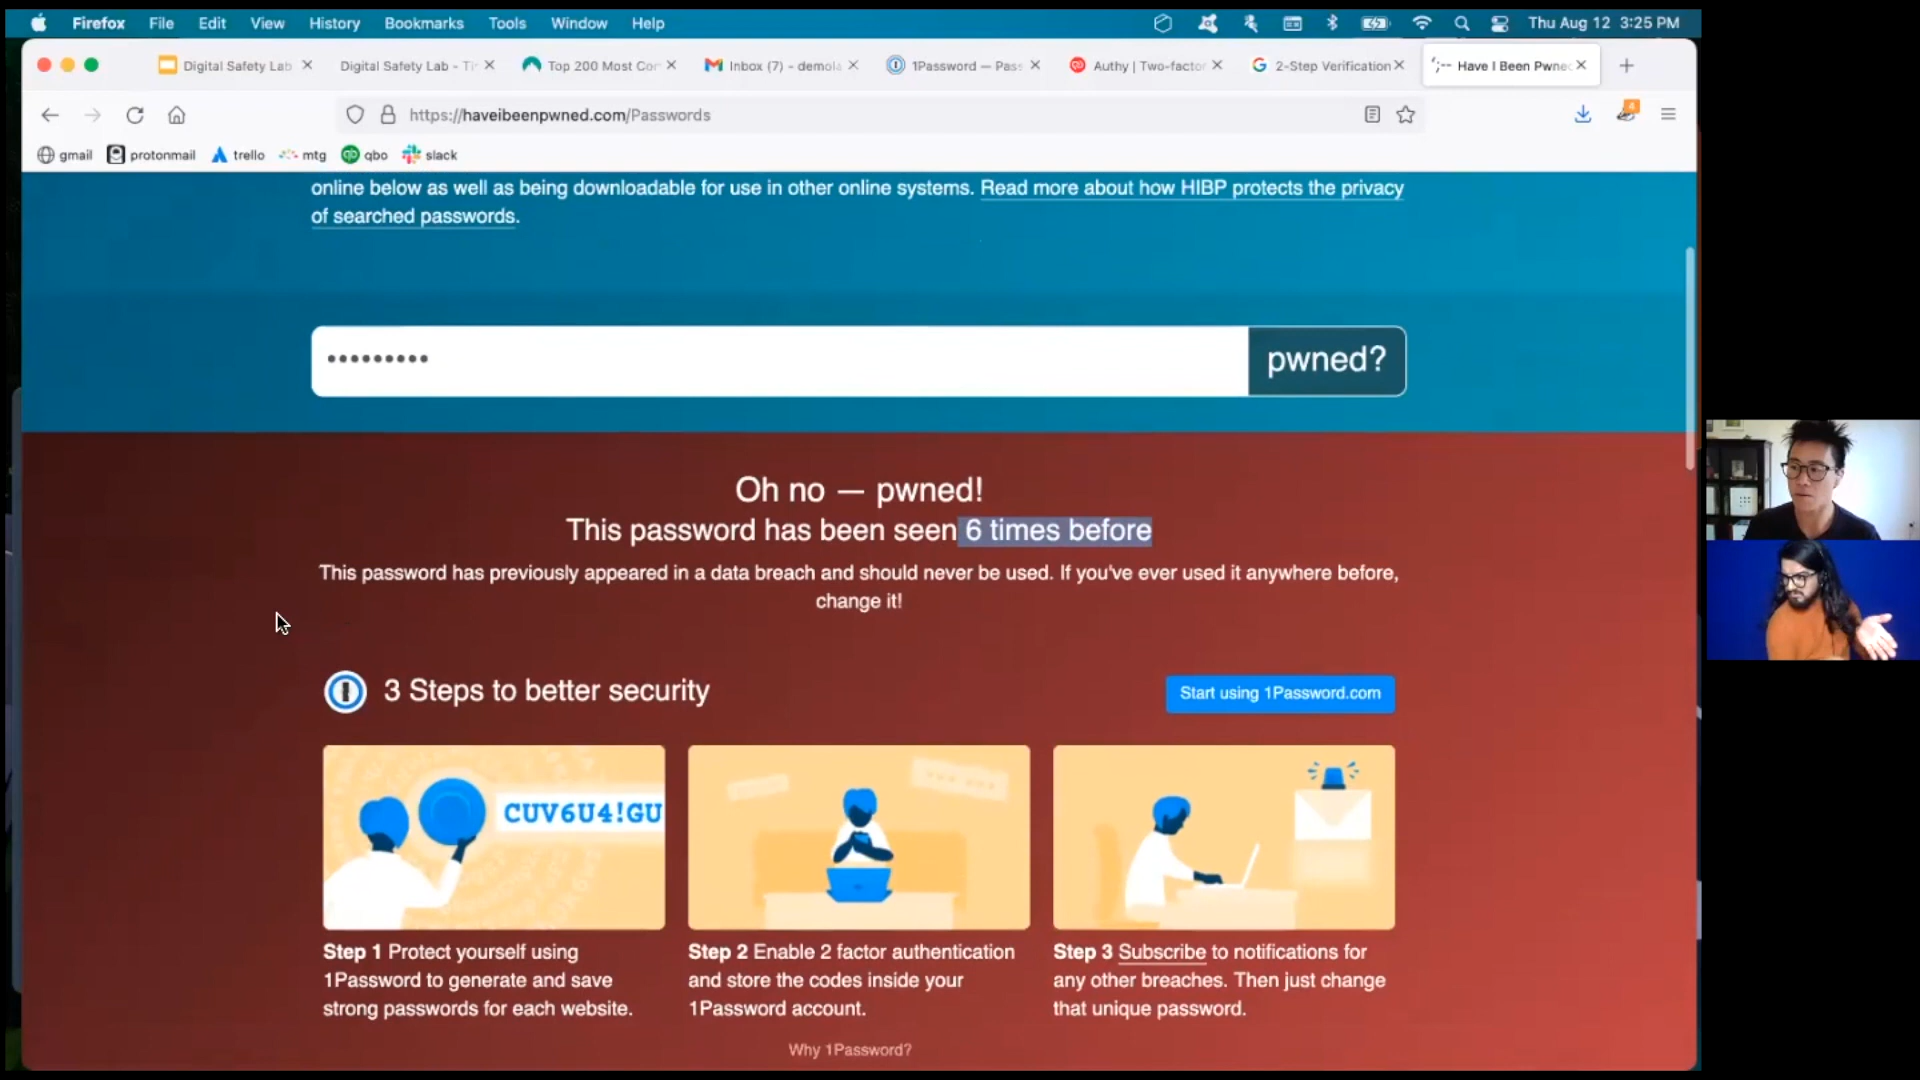 Firefox File Edit View History Bookmarks Tools Window Help Thu Aug 12 3:25 PM
Digital Safety Lab Digital Safety Lab - Ti Top 200 Most Cor Inbox (7) - demola 1Password — Pass Authy | Two-factor 2-Step Verification Have I Been Pwned
https://haveibeenpwned.com/Passwords
4
gmail protonmail trello mtg qbo slack
online below as well as being downloadable for use in other online systems. Read more about how HIBP protects the privacy
of searched passwords.
••••••••• pwned?
Oh no — pwned!
This password has been seen 6 times before
This password has previously appeared in a data breach and should never be used. If you've ever used it anywhere before,
change it!
3 Steps to better security
Start using 1Password.com
CUV6U4!GU
Step 1 Protect yourself using
1Password to generate and save
strong passwords for each website.
Step 2 Enable 2 factor authentication
and store the codes inside your
1Password account.
Step 3 Subscribe to notifications for
any other breaches. Then just change
that unique password.
Why 1Password?